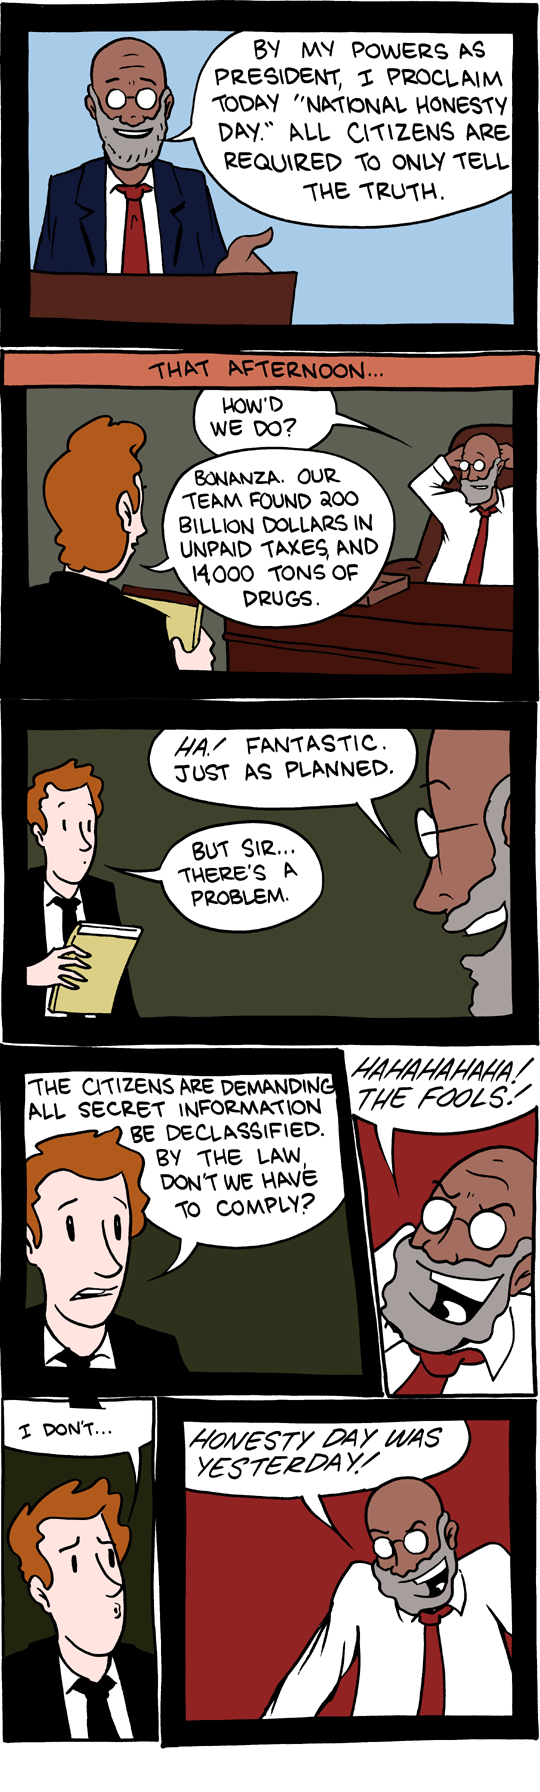 BY MY POWERS AS
PRESIDENT, I PROCLAIM
TODAY "NATIONAL HONESTY
DAY." ALL CITIZENS ARE
REQUIRED TO ONLY TELL
THE TRUTH.
THAT AFTERNOON...
HOW'D
WE DO?
BONANZA. OUR
TEAM FOUND 200
BILLION DOLLARS IN
UNPAID TAXES, AND
14,000 TONS OF
DRUGS.
HA! FANTASTIC.
JUST AS PLANNED.
BUT SIR...
THERE'S A
PROBLEM.
THE CITIZENS ARE DEMANDING
ALL SECRET INFORMATION
BE DECLASSIFIED.
BY THE LAW,
DON'T WE HAVE
TO COMPLY?
HAHAHAHAHA!
THE FOOLS!
I DON'T...
HONESTY DAY WAS
YESTERDAY!